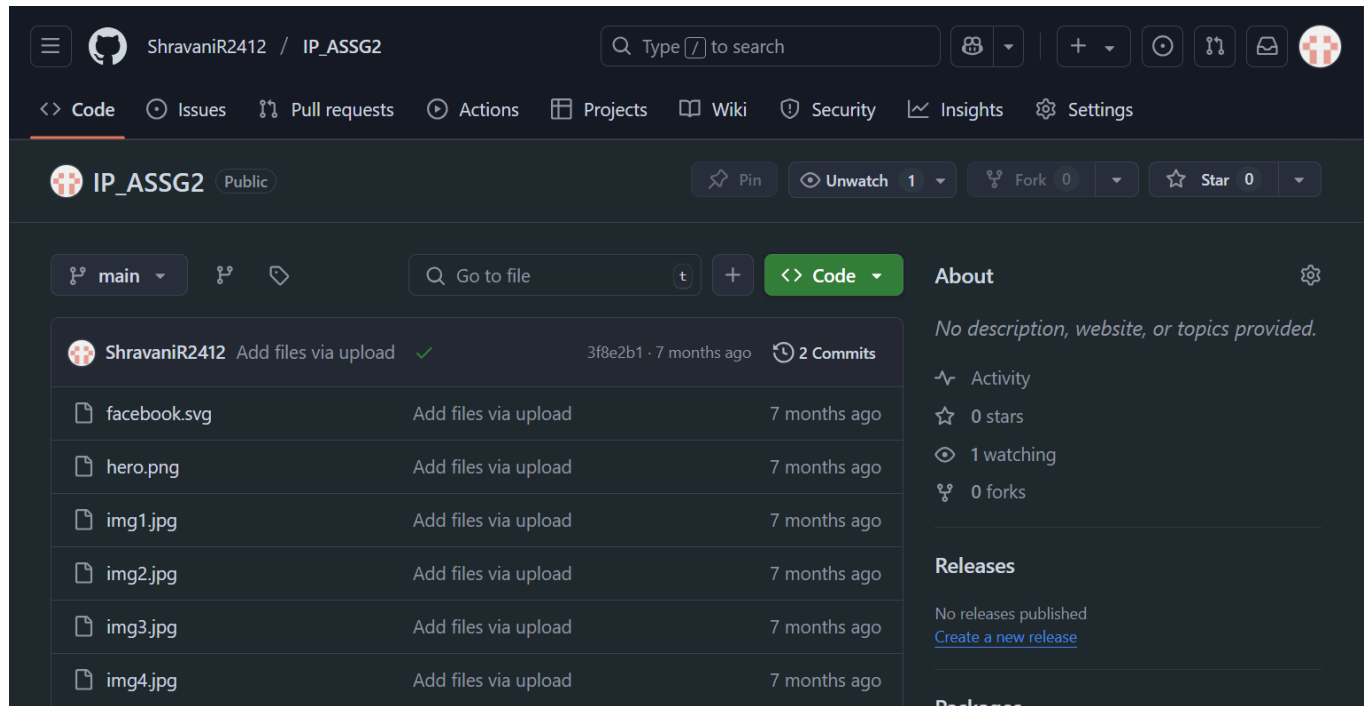 ShravaniR2412 / IP_ASSG2 Type / to search
Code Issues Pull requests Actions Projects Wiki Security Insights Settings
IP_ASSG2 Public Pin Unwatch 1 Fork 0 Star 0
main Go to file t Code
ShravaniR2412 Add files via upload 3f8e2b1 · 7 months ago 2 Commits
facebook.svg Add files via upload 7 months ago
hero.png Add files via upload 7 months ago
img1.jpg Add files via upload 7 months ago
img2.jpg Add files via upload 7 months ago
img3.jpg Add files via upload 7 months ago
img4.jpg Add files via upload 7 months ago
About
No description, website, or topics provided.
Activity
0 stars
1 watching
0 forks
Releases
No releases published
Create a new release
Packages